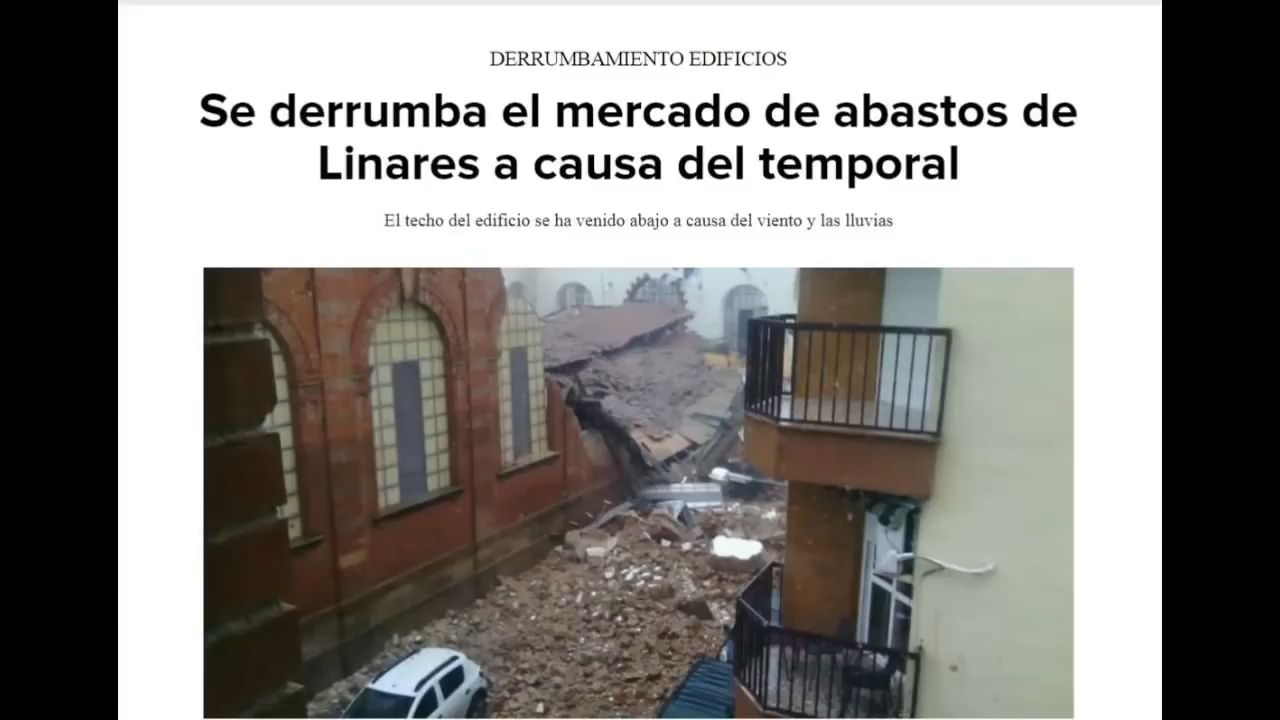 DERRUMBAMIENTO EDIFICIOS
Se derrumba el mercado de abastos de
Linares a causa del temporal
El techo del edificio se ha venido abajo a causa del viento y las lluvias